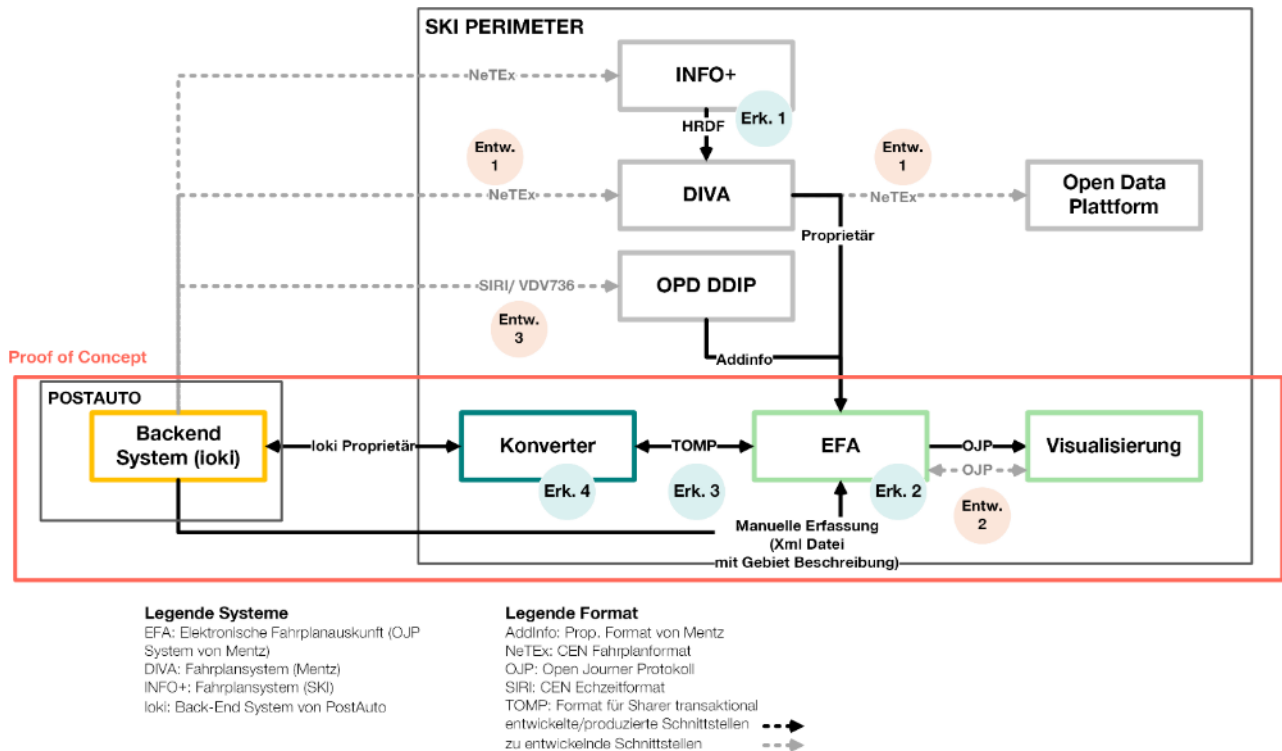 SKI PERIMETER
INFO+
NeTEx
Erk. 1
HRDF
Entw.
1
NeTEx
DIVA
Entw.
1
NeTEx
Open Data
Plattform
Proprietär
SIRI/ VDV736
OPD DDIP
Entw.
3
Addinfo
Proof of Concept
POSTAUTO
Backend
System (ioki)
Ioki Proprietär
Konverter
Erk. 4
TOMP
Erk. 3
EFA
Erk. 2
OJP
OJP
Visualisierung
Entw.
2
Manuelle Erfassung
(Xml Datei
mit Gebiet Beschreibung)
Legende Systeme
EFA: Elektronische Fahrplanauskunft (OJP
System von Mentz)
DIVA: Fahrplansystem (Mentz)
INFO+: Fahrplansystem (SKI)
Ioki: Back-End System von PostAuto
Legende Format
AddInfo: Prop. Format von Mentz
NeTEx: CEN Fahrplanformat
OJP: Open Journer Protokoll
SIRI: CEN Echzeitformat
TOMP: Format für Sharer transaktional
entwickelte/produzierte Schnittstellen
zu entwickelnde Schnittstellen